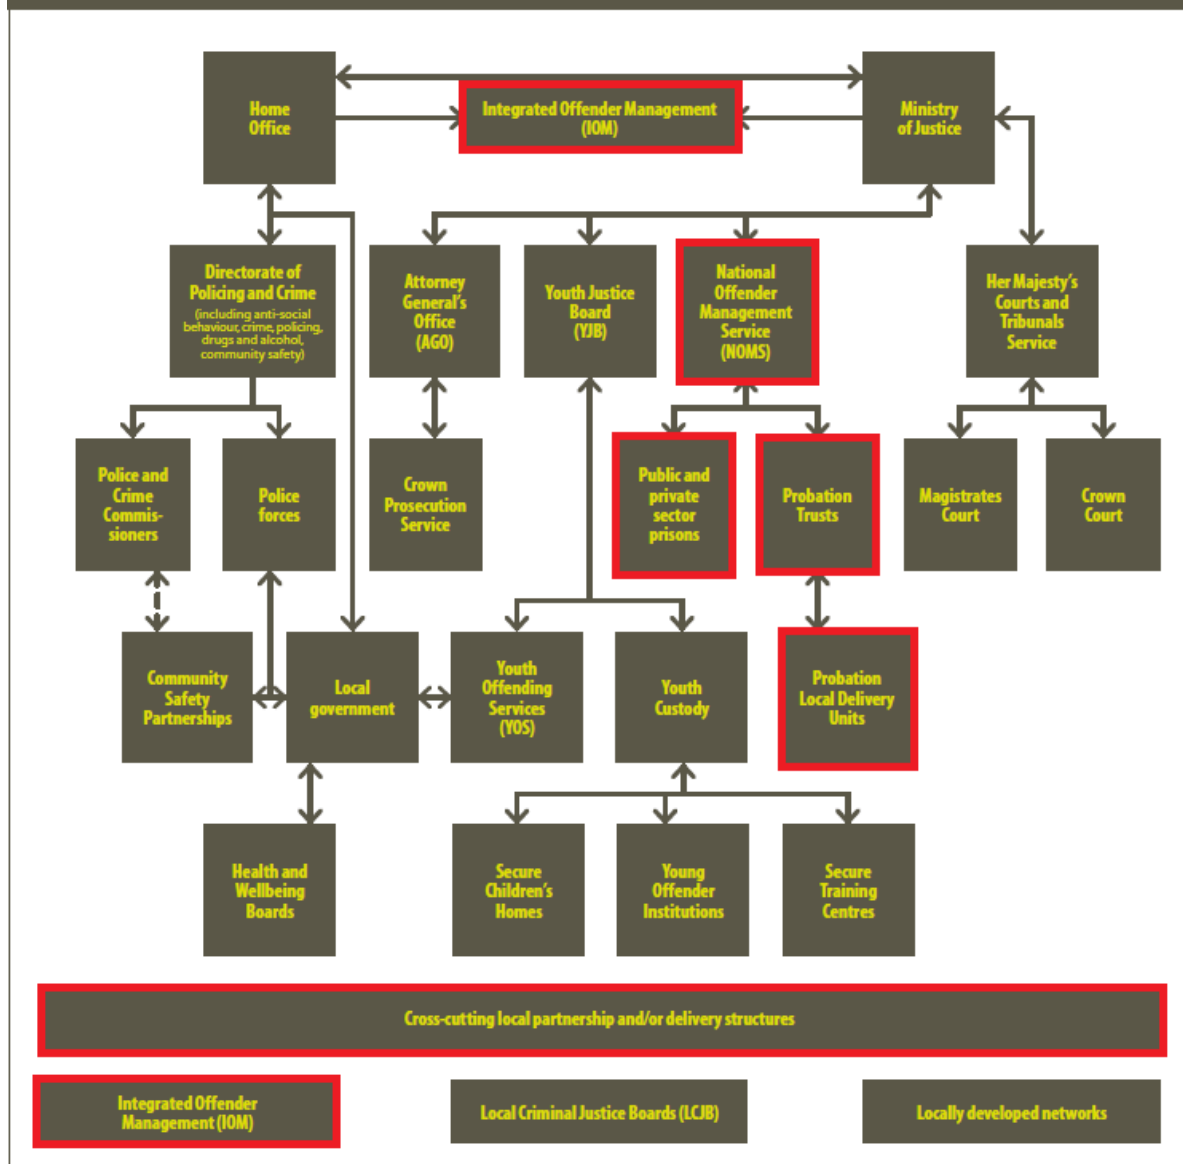 Home
Office
Integrated Offender Management
(IOM)
Ministry
of Justice
Directorate of
Policing and Crime
(including anti-social
behaviour, crime, policing,
drugs and alcohol,
community safety)
Attorney
General's
Office
(AGO)
Youth Justice
Board
(YJB)
National
Offender
Management
Service
(NOMS)
Her Majesty's
Courts and
Tribunals
Service
Police and
Crime
Commis-
sioners
Police
forces
Crown
Prosecution
Service
Public and
private
sector
prisons
Probation
Trusts
Magistrates
Court
Crown
Court
Community
Safety
Partnerships
Local
government
Youth
Offending
Services
(YOS)
Youth
Custody
Probation
Local Delivery
Units
Health and
Wellbeing
Boards
Secure
Children's
Homes
Young
Offender
Institutions
Secure
Training
Centres
Cross-cutting local partnership and/or delivery structures
Integrated Offender
Management (IOM)
Local Criminal Justice Boards (LCJB)
Locally developed networks